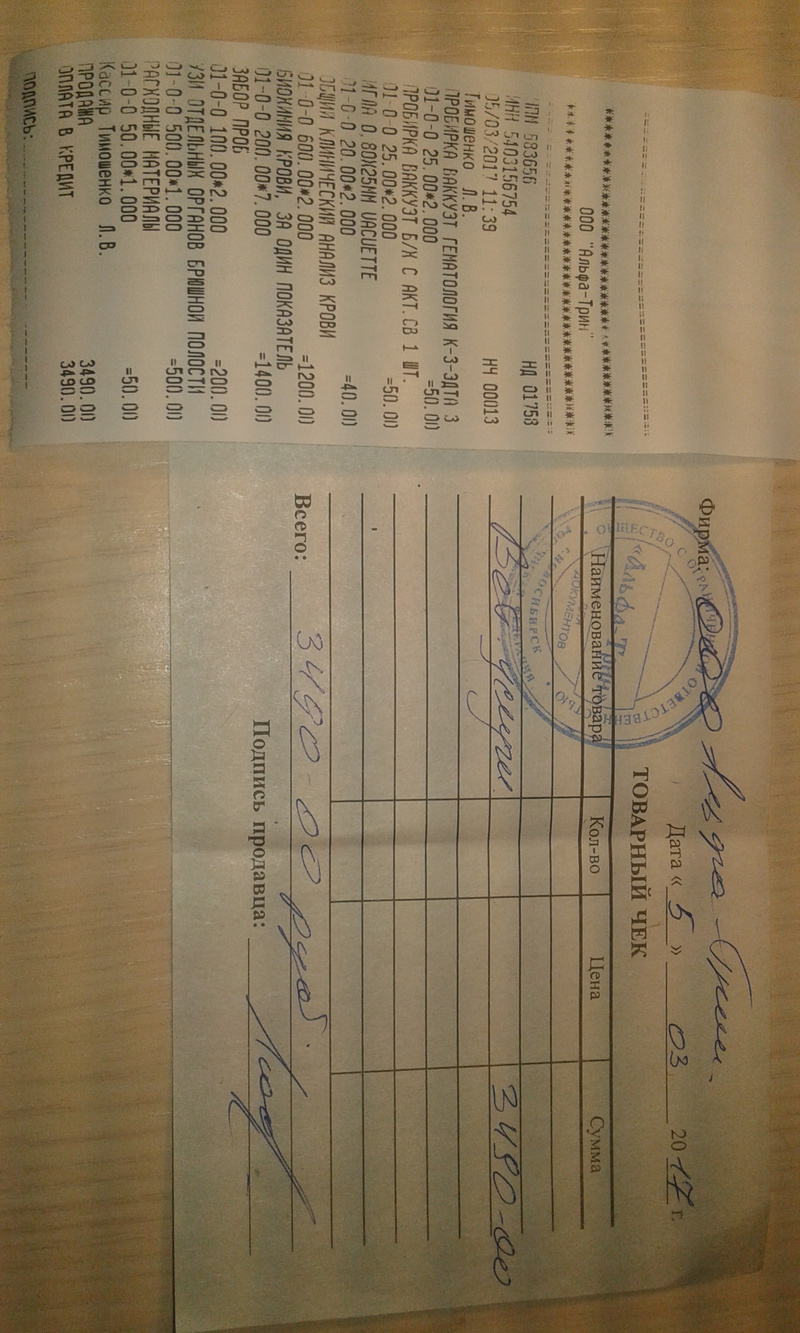 ООО "Альфа-Трин"
КПМ 583656 НД 01758
ИНН 5403156754
05/03/2017 11:39 НЧ 00013
Тимошенко Л.В.
ПРОБИРКА ВАККУЭТ ГЕМАТОЛОГИЯ К-3-ЭДТА 3
01-0-0 25.00*2.000 =50.00
ПРОБИРКА ВАККУЭТ Б/Х С АКТ.СВ 1 ШТ.
01-0-0 25.00*2.000 =50.00
ИГЛА 0,80X25ММ VACUETTE
01-0-0 20.00*2.000 =40.00
ОБЩИЙ КЛИНИЧЕСКИЙ АНАЛИЗ КРОВИ
01-0-0 600.00*2.000 =1200.00
БИОХИМИЯ КРОВИ, ЗА ОДИН ПОКАЗАТЕЛЬ
01-0-0 200.00*7.000 =1400.00
ЗАБОР ПРОБ
01-0-0 100.00*2.000 =200.00
УЗИ ОТДЕЛЬНЫХ ОРГАНОВ БРЮШНОЙ ПОЛОСТИ
01-0-0 500.00*1.000 =500.00
РАСХОДНЫЕ МАТЕРИАЛЫ
01-0-0 50.00*1.000 =50.00
Кассир Тимошенко Л.В.
ПРОДАЖА 3490.00
ОПЛАТА В КРЕДИТ 3490.00
ПОДПИСЬ:
Фирма: ООО Альфа-Трин.
Дата « 5 » 03 2017 г.
ТОВАРНЫЙ ЧЕК
Наименование товара Кол-во Цена Сумма
Вет услуги 3490-00
Всего: 3490-00 руб.
Подпись продавца: